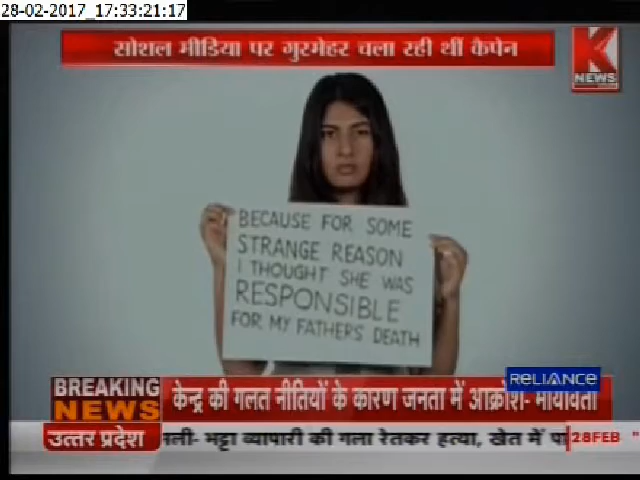 28-02-2017_17:33:21:17
सोशल मीडिया पर गुरमेहर चला रही थीं कैंपेन
K
NEWS
BECAUSE FOR SOME
STRANGE REASON
I THOUGHT SHE WAS
RESPONSIBLE
FOR MY FATHERS DEATH
RELIANCE
BREAKING
NEWS
केन्द्र की गलत नीतियों के कारण जनता में आक्रोश- मायावती
उत्तर प्रदेश
भट्टा व्यापारी की गला रेतकर हत्या, खेत में
28FEB